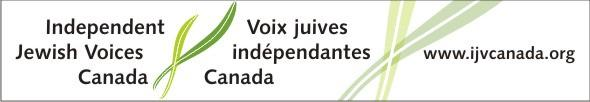 Independent
Jewish Voices
Canada
Voix juives
indépendantes
Canada
www.ijvcanada.org